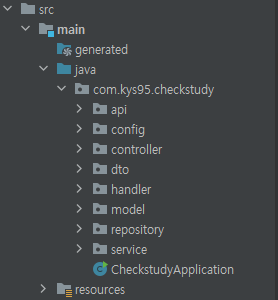 src
main
generated
java
com.kys95.checkstudy
api
config
controller
dto
handler
model
repository
service
CheckstudyApplication
resources